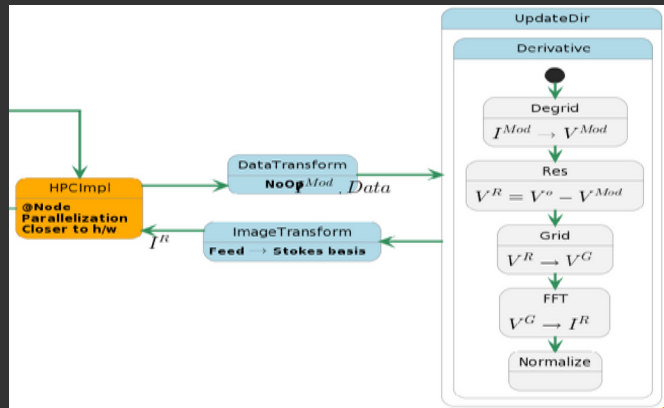 UpdateDir
Derivative
Degrid
I^{Mod} → V^{Mod}
Res
V^R = V^o − V^{Mod}
Grid
V^R → V^G
FFT
V^G → I^R
Normalize
DataTransform
NoOp I^{Mod}, Data
ImageTransform
Feed → Stokes basis
I^R
HPCImpl
@Node
Parallelization
Closer to h/w